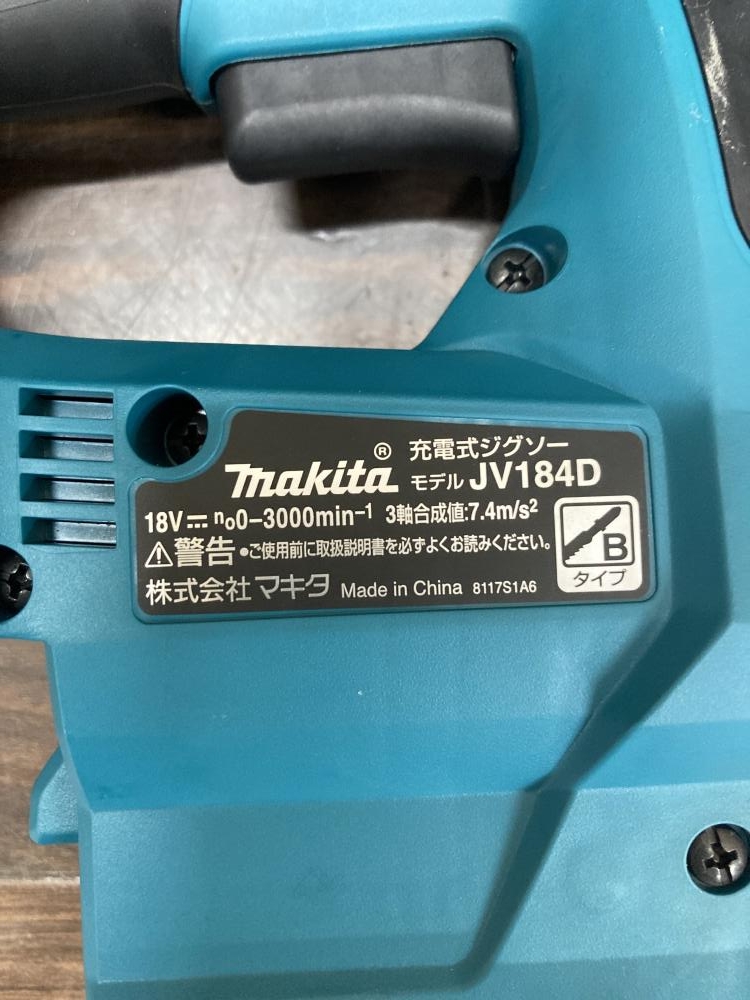 充電式ジグソー
makita® モデル JV184D
18V⎓ n₀0-3000min⁻¹ 3軸合成値:7.4m/s²
⚠警告 •ご使用前に取扱説明書を必ずよくお読みください。
株式会社マキタ Made in China 8117S1A6
B
タイプ